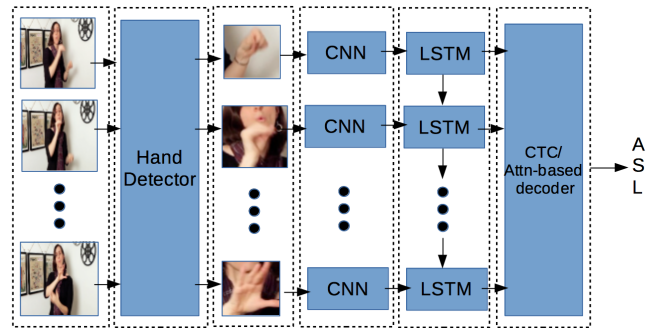 Hand
Detector
CNN
CNN
CNN
LSTM
LSTM
LSTM
CTC/
Attn-based
decoder
A
S
L